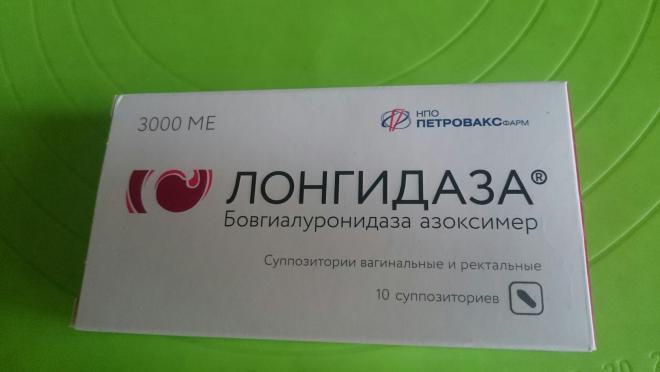 3000 МЕ
НПО
ПЕТРОВАКС ФАРМ
ЛОНГИДАЗА®
Бовгиалуронидаза азоксимер
Суппозитории вагинальные и ректальные
10 суппозиториев